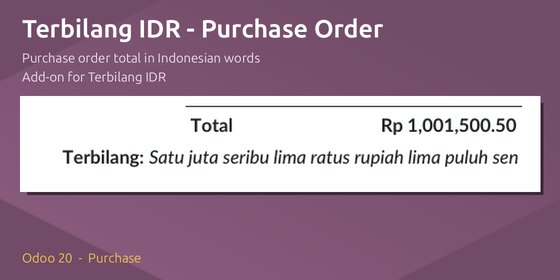 Terbilang IDR - Purchase Order
Purchase order total in Indonesian words
Add-on for Terbilang IDR
Total Rp 1,001,500.50
Terbilang: Satu juta seribu lima ratus rupiah lima puluh sen
Odoo 20 - Purchase